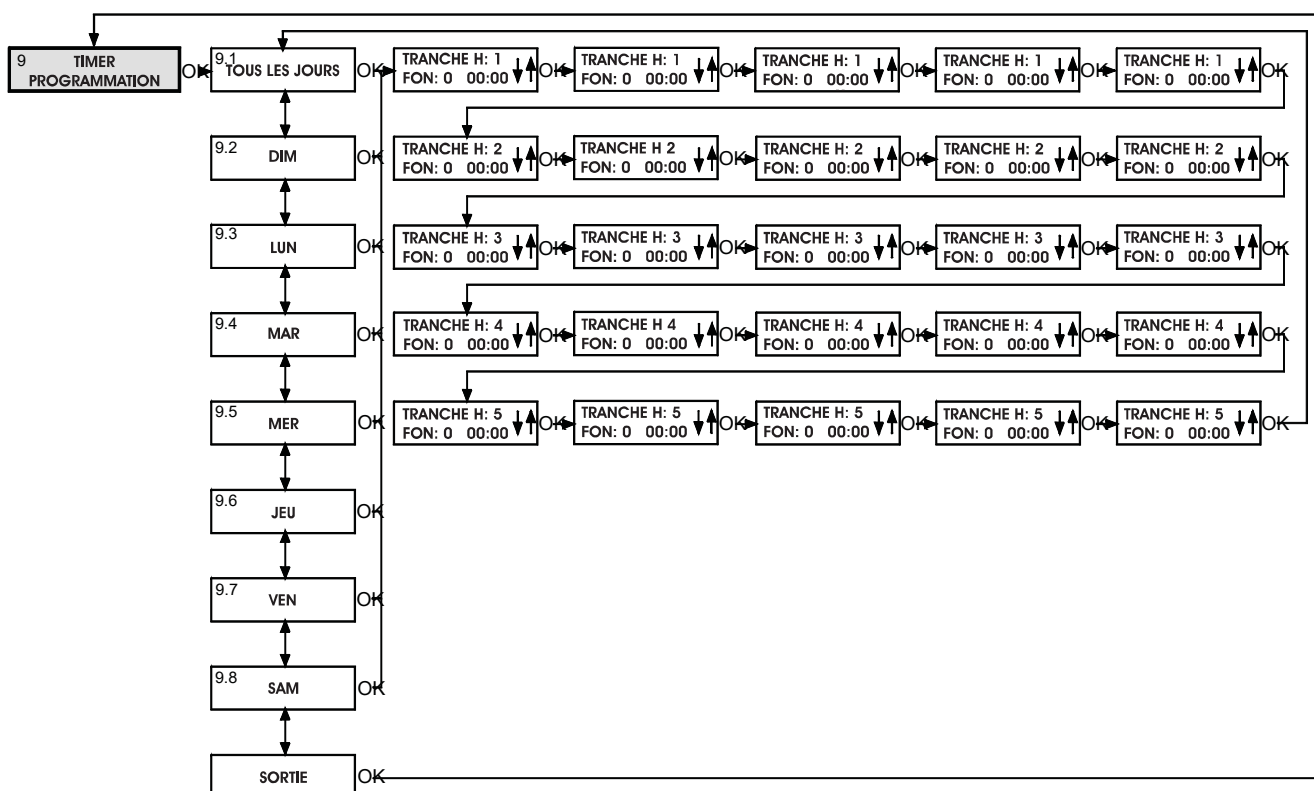 9 TIMER
PROGRAMMATION
OK
9.1
TOUS LES JOURS
OK
TRANCHE H: 1
FON: 0 00:00
OK
TRANCHE H: 1
FON: 0 00:00
OK
TRANCHE H: 1
FON: 0 00:00
OK
TRANCHE H: 1
FON: 0 00:00
OK
TRANCHE H: 1
FON: 0 00:00
OK
9.2
DIM
OK
TRANCHE H: 2
FON: 0 00:00
OK
TRANCHE H 2
FON: 0 00:00
OK
TRANCHE H: 2
FON: 0 00:00
OK
TRANCHE H: 2
FON: 0 00:00
OK
TRANCHE H: 2
FON: 0 00:00
OK
9.3
LUN
OK
TRANCHE H: 3
FON: 0 00:00
OK
TRANCHE H: 3
FON: 0 00:00
OK
TRANCHE H: 3
FON: 0 00:00
OK
TRANCHE H: 3
FON: 0 00:00
OK
TRANCHE H: 3
FON: 0 00:00
OK
9.4
MAR
OK
TRANCHE H: 4
FON: 0 00:00
OK
TRANCHE H 4
FON: 0 00:00
OK
TRANCHE H: 4
FON: 0 00:00
OK
TRANCHE H: 4
FON: 0 00:00
OK
TRANCHE H: 4
FON: 0 00:00
OK
9.5
MER
OK
TRANCHE H: 5
FON: 0 00:00
OK
TRANCHE H: 5
FON: 0 00:00
OK
TRANCHE H: 5
FON: 0 00:00
OK
TRANCHE H: 5
FON: 0 00:00
OK
TRANCHE H: 5
FON: 0 00:00
OK
9.6
JEU
OK
9.7
VEN
OK
9.8
SAM
OK
SORTIE
OK